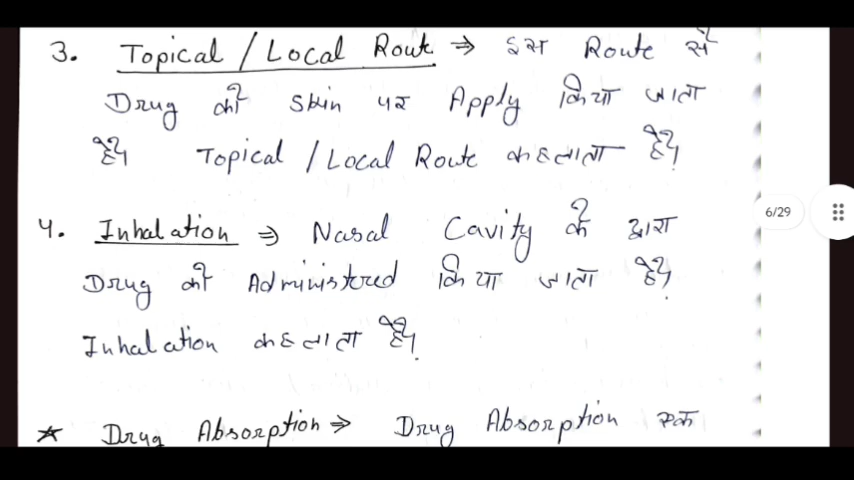 3. Topical / Local Route ⇒ इस Route से
Drug को skin पर Apply किया जाता
है। Topical / Local Route कहलाता है।
4. Inhalation ⇒ Nasal Cavity के द्वारा
6/29
Drug को Administered किया जाता है।
Inhalation कहलाता है।
★ Drug Absorption ⇒ Drug Absorption एक